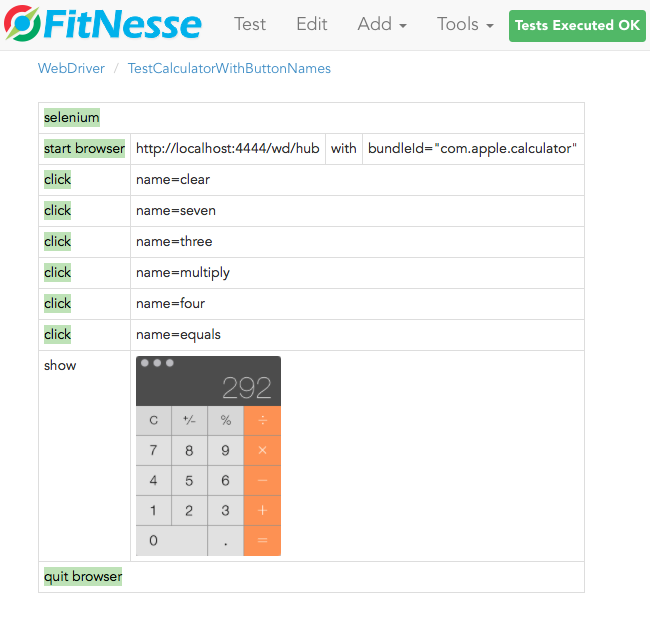 FitNesse Test Edit Add Tools Tests Executed OK
WebDriver / TestCalculatorWithButtonNames
selenium
start browser http://localhost:4444/wd/hub with bundleId="com.apple.calculator"
click name=clear
click name=seven
click name=three
click name=multiply
click name=four
click name=equals
show
292
C +/- % ÷
7 8 9 ×
4 5 6 −
1 2 3 +
0 . =
quit browser